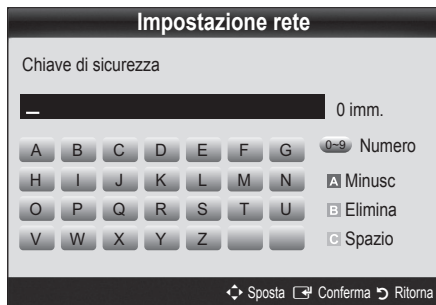 Impostazione rete
Chiave di sicurezza
0 imm.
A B C D E F G 0~9 Numero
H I J K L M N A Minusc
O P Q R S T U B Elimina
V W X Y Z C Spazio
Sposta Conferma Ritorna